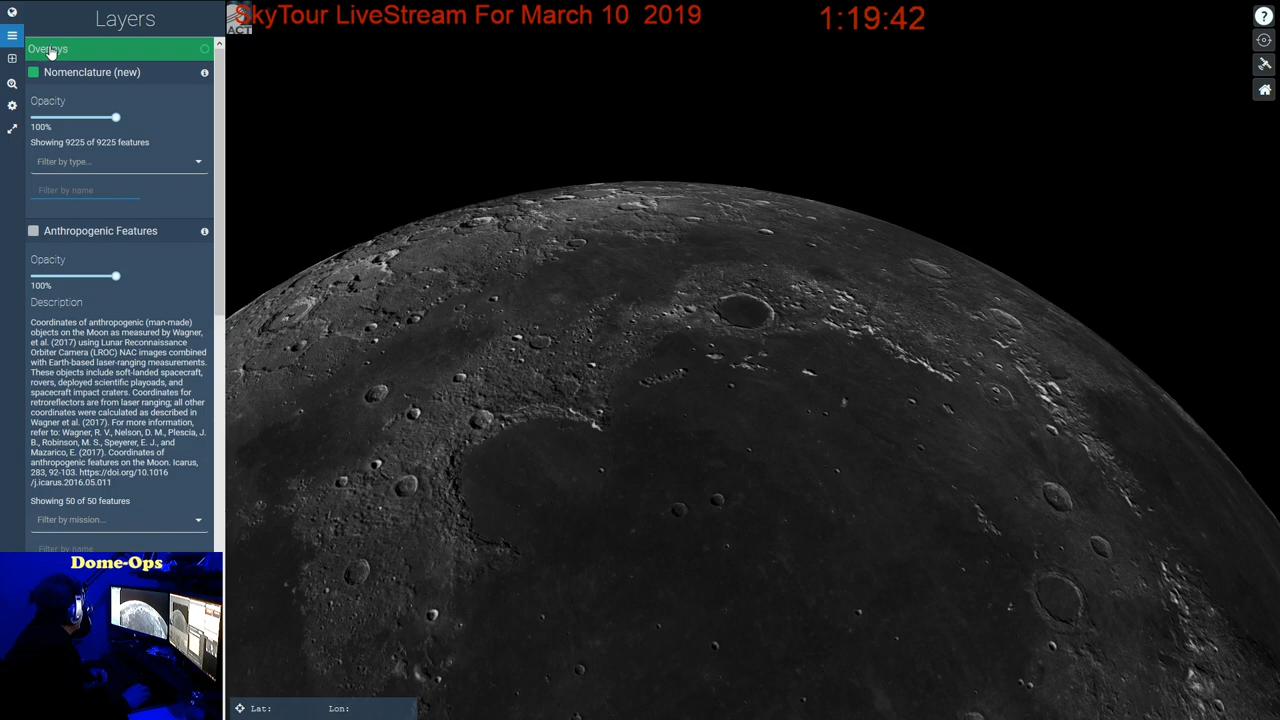 Layers
SkyTour LiveStream For March 10 2019
1:19:42
ACT
Overlays
Nomenclature (new)
Opacity
100%
Showing 9225 of 9225 features
Filter by type...
Filter by name
Anthropogenic Features
Opacity
100%
Description
Coordinates of anthropogenic (man-made)
objects on the Moon as measured by Wagner,
et al. (2017) using Lunar Reconnaissance
Orbiter Camera (LROC) NAC images combined
with Earth-based laser-ranging measurements.
These objects include soft-landed spacecraft,
rovers, deployed scientific playoads, and
spacecraft impact craters. Coordinates for
retroreflectors are from laser ranging; all other
coordinates were calculated as described in
Wagner et al. (2017). For more information,
refer to: Wagner, R. V., Nelson, D. M., Plescia, J.
B., Robinson, M. S., Speyerer, E. J., and
Mazarico, E. (2017). Coordinates of
anthropogenic features on the Moon. Icarus,
283, 92-103. https://doi.org/10.1016
/j.icarus.2016.05.011
Showing 50 of 50 features
Filter by mission...
Filter by name
Dome-Ops
Lat: Lon: